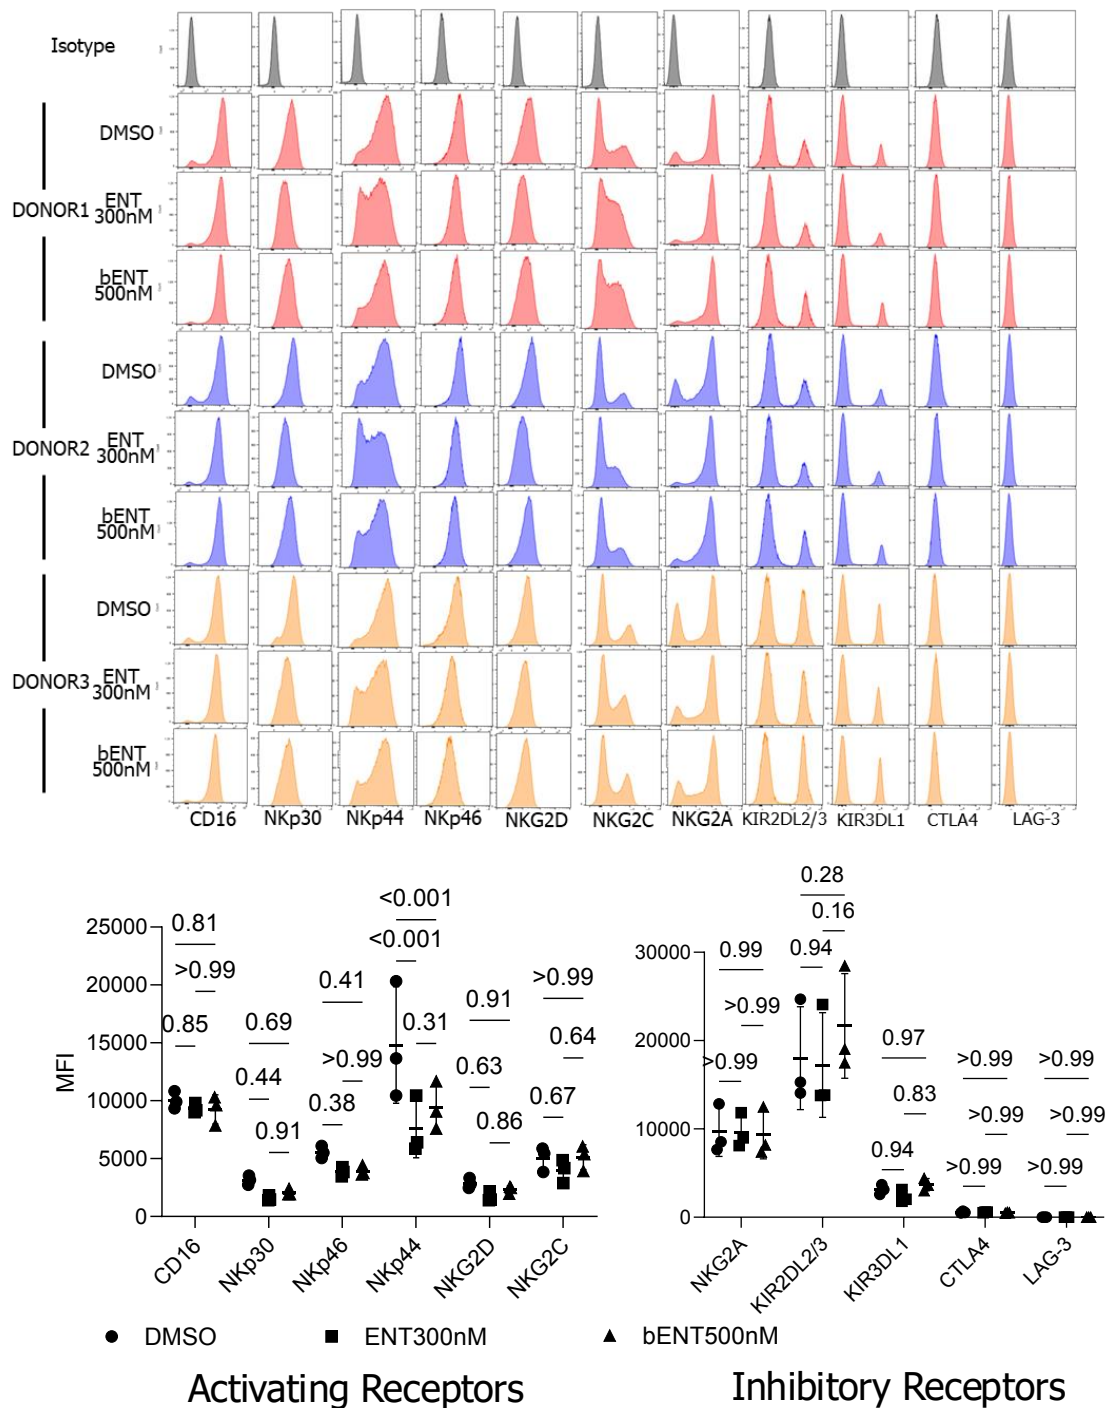 Isotype
DMSO
DONOR1 ENT 300nM
bENT 500nM
DMSO
DONOR2 ENT 300nM
bENT 500nM
DMSO
DONOR3 ENT 300nM
bENT 500nM
CD16 NKp30 NKp44 NKp46 NKG2D NKG2C NKG2A KIR2DL2/3 KIR3DL1 CTLA4 LAG-3
MFI
25000
20000
15000
10000
5000
0
0.81
>0.99
0.85
0.69
0.44
0.91
0.41
>0.99
0.38
<0.001
<0.001
0.31
0.91
0.63
0.86
>0.99
0.64
0.67
CD16 NKp30 NKp46 NKp44 NKG2D NKG2C
30000
20000
10000
0
0.99
>0.99
>0.99
0.28
0.16
0.94
0.97
0.83
0.94
>0.99
>0.99
>0.99
>0.99
>0.99
>0.99
NKG2A KIR2DL2/3 KIR3DL1 CTLA4 LAG-3
DMSO ENT300nM bENT500nM
Activating Receptors
Inhibitory Receptors